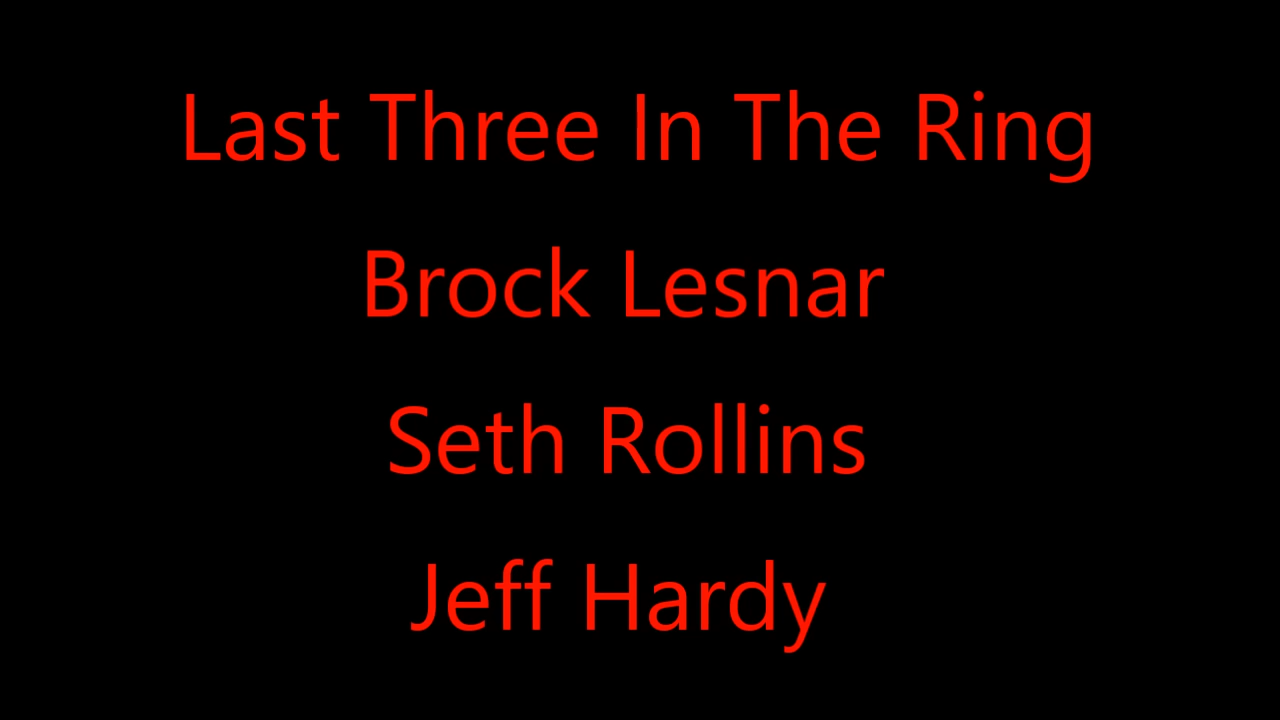 Last Three In The Ring
Brock Lesnar
Seth Rollins
Jeff Hardy